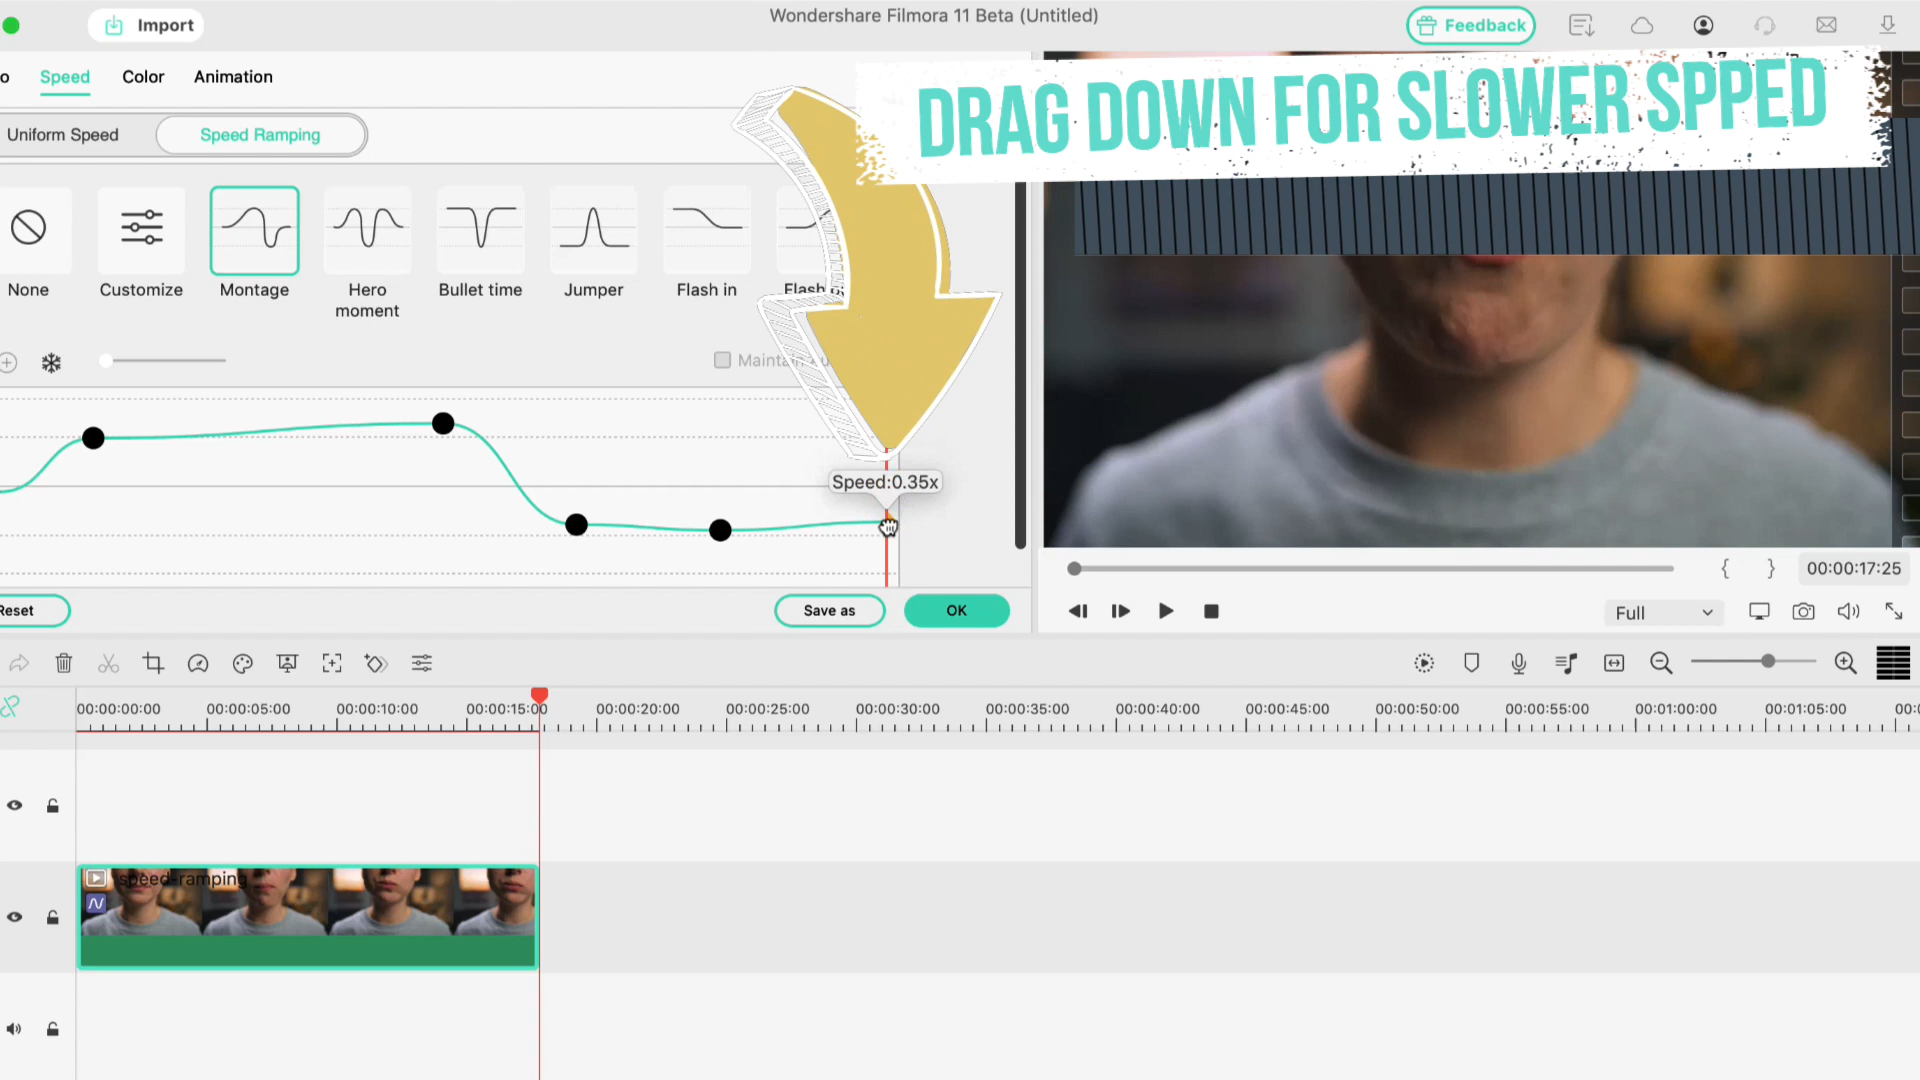 Wondershare Filmora 11 Beta (Untitled)
Import
Feedback
o
Speed
Color
Animation
DRAG DOWN FOR SLOWER SPPED
Uniform Speed
Speed Ramping
None
Customize
Montage
Hero
moment
Bullet time
Jumper
Flash in
Flash
Maintain
Speed:0.35x
00:00:17:25
Reset
Save as
OK
Full
00:00:00:00
00:00:05:00
00:00:10:00
00:00:15:00
00:00:20:00
00:00:25:00
00:00:30:00
00:00:35:00
00:00:40:00
00:00:45:00
00:00:50:00
00:00:55:00
00:01:00:00
00:01:05:00
speed-ramping